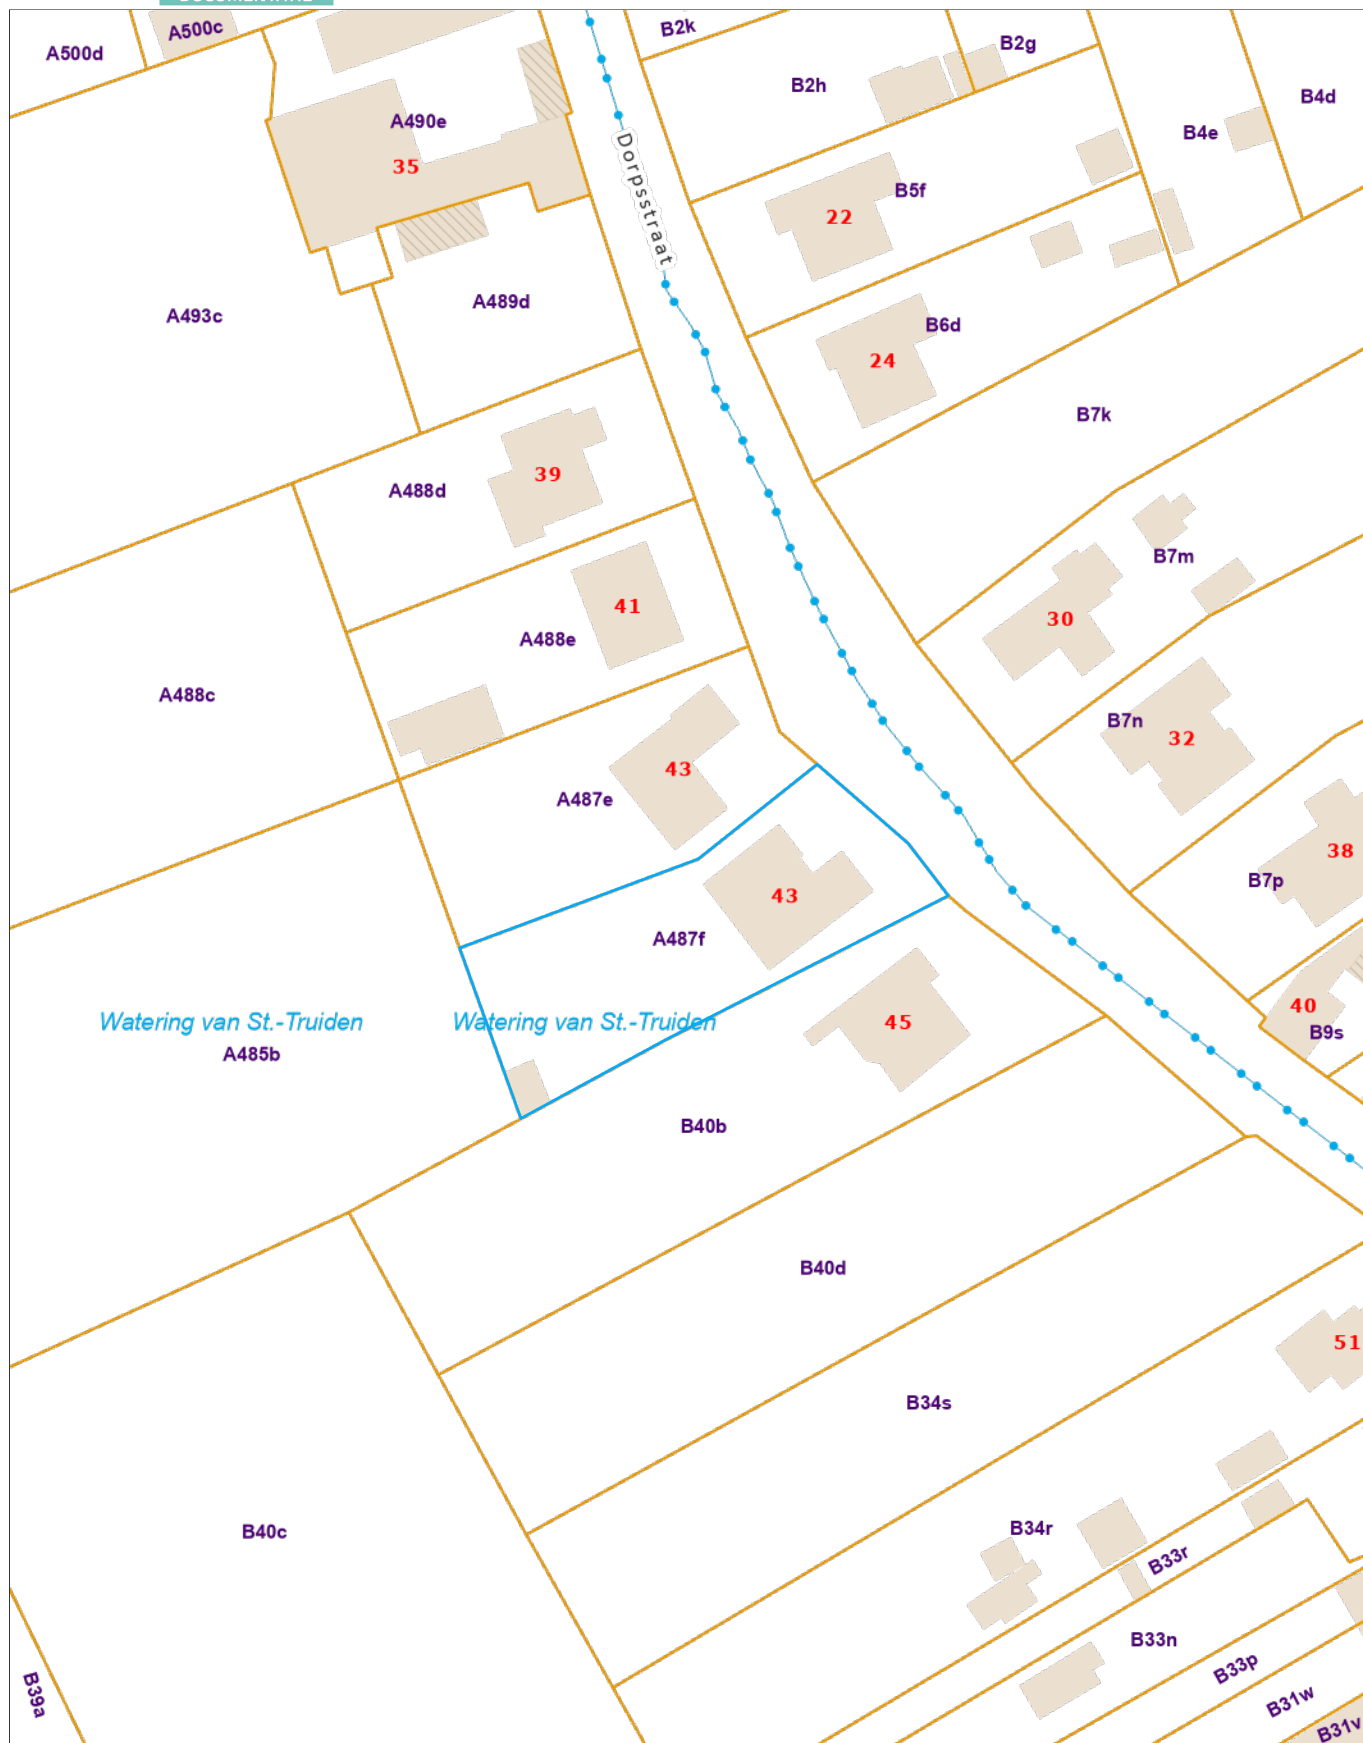 A500d
A500c
B2k
B2g
B2h
B4d
A490e
B4e
35
Dorpsstraat
B5f
22
A493c
A489d
B6d
24
B7k
39
A488d
B7m
41
30
A488e
A488c
B7n
32
43
A487e
38
B7p
43
A487f
Watering van St.-Truiden
Watering van St.-Truiden
40
45
B9s
A485b
B40b
B40d
51
B34s
B40c
B34r
B33r
B33n
B33p
B39a
B31w
B31v